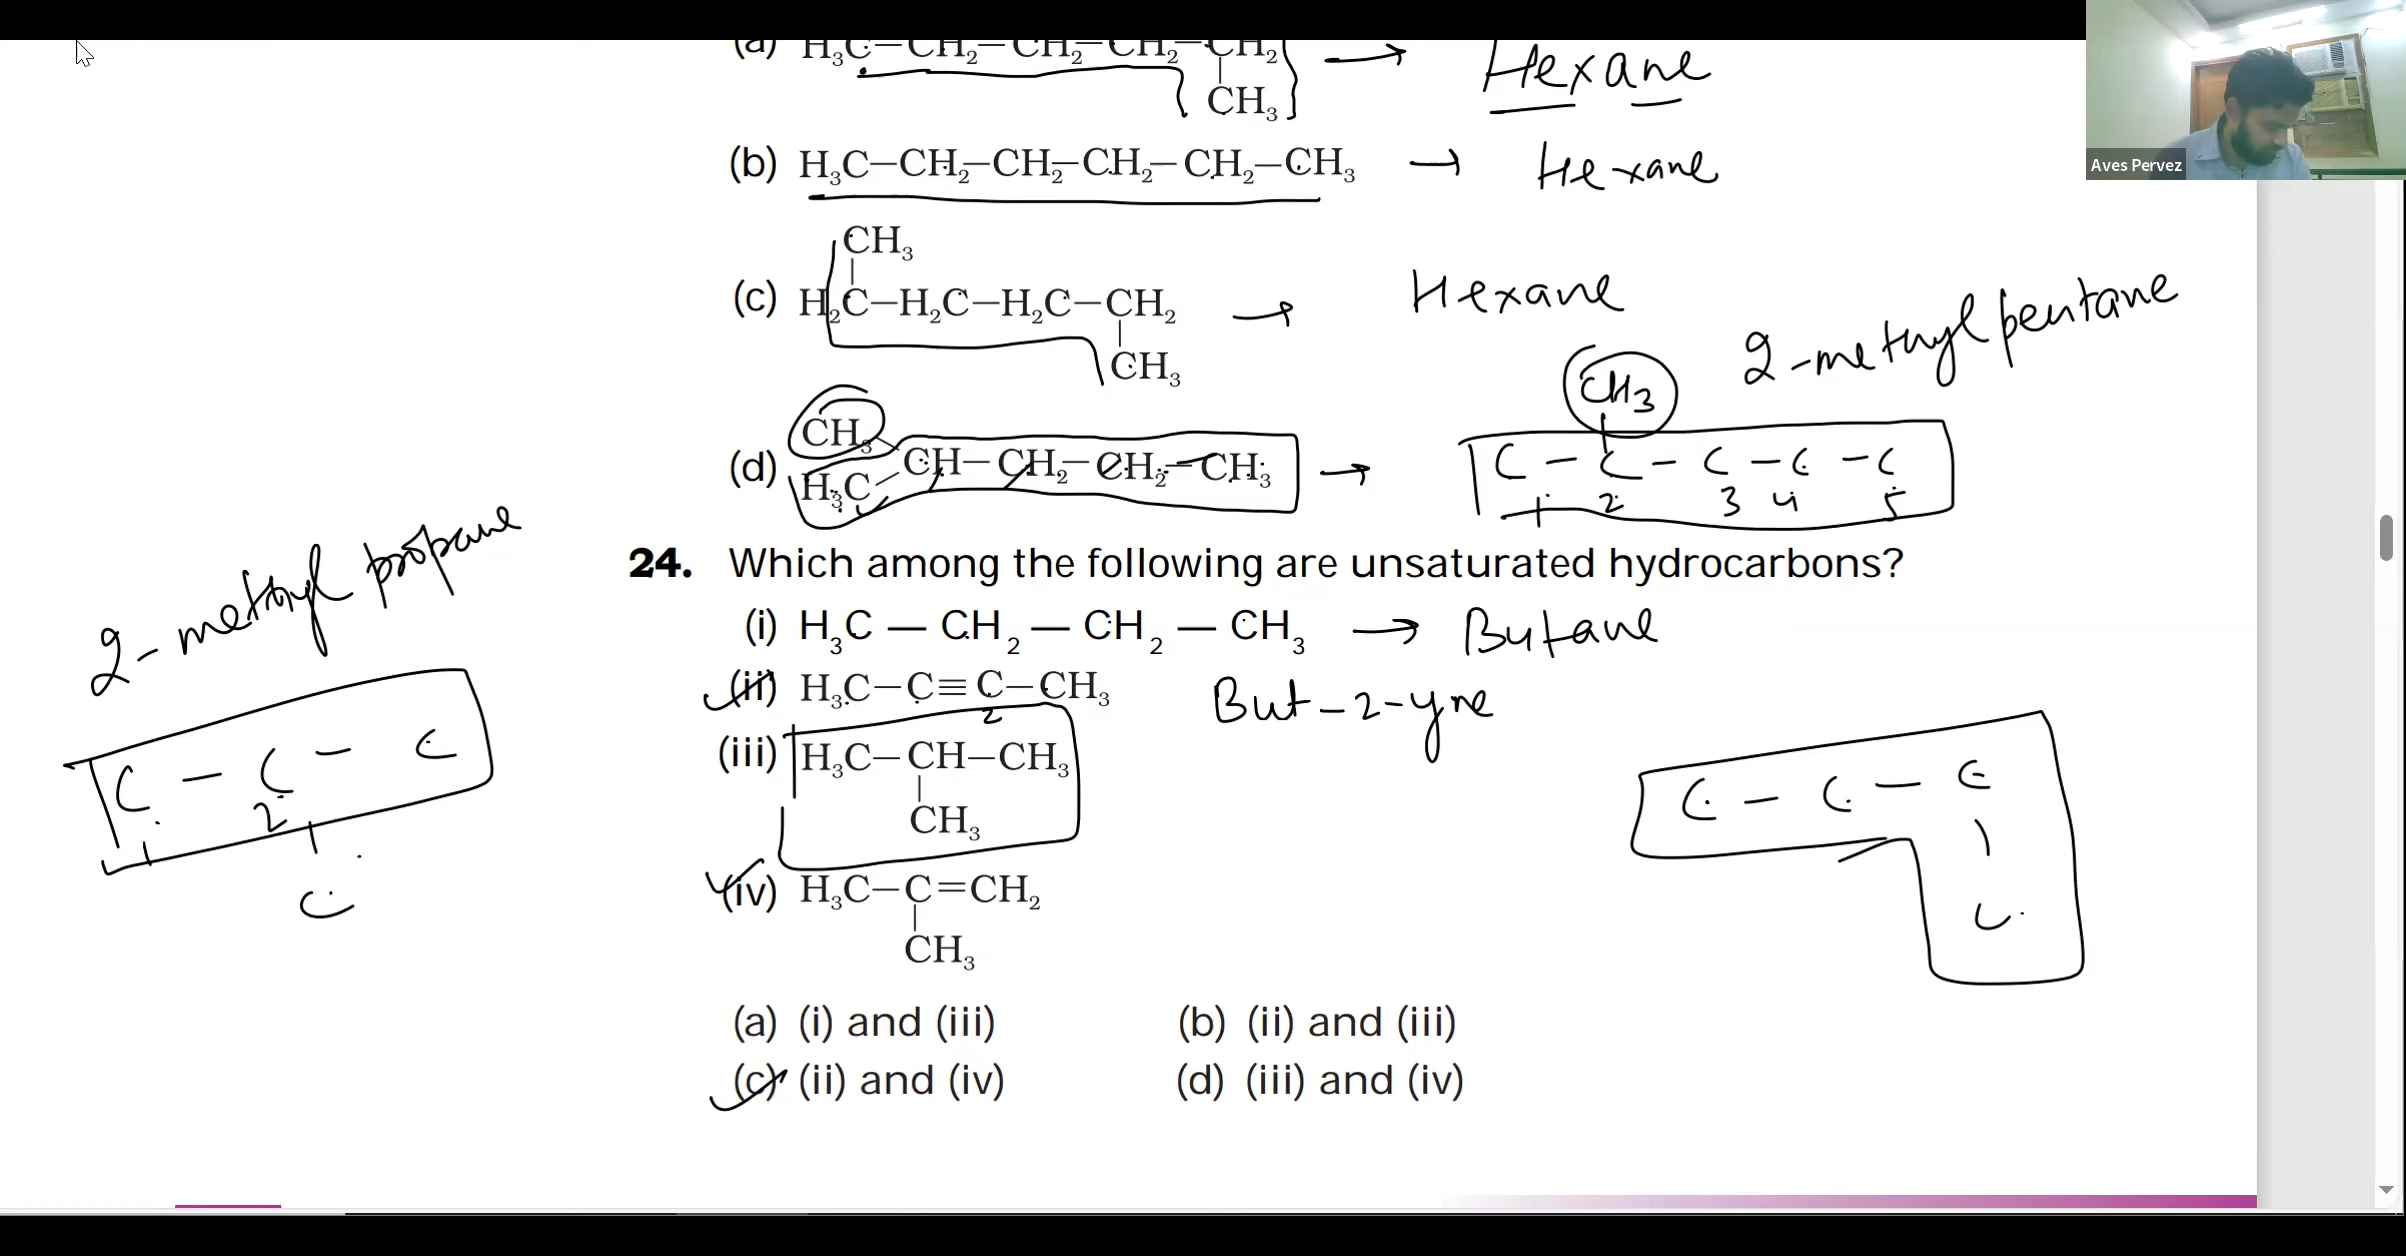 (a) H₃C—CH₂—CH₂—CH₂—CH₂ → Hexane
CH₃
(b) H₃C—CH₂—CH₂—CH₂—CH₂—CH₃ → Hexane
CH₃
(c) H₂C—H₂C—H₂C—CH₂ → Hexane
CH₃
2-methylpentane
CH₃
CH₃
(d) H₃C CH—CH₂—CH₂—CH₃ → C - C - C - C - C
1 2 3 4 5
24. Which among the following are unsaturated hydrocarbons?
(i) H₃C — CH₂ — CH₂ — CH₃ → Butane
(ii) H₃C—C≡C—CH₃ But-2-yne
2
(iii) H₃C—CH—CH₃
CH₃
(iv) H₃C—C=CH₂
CH₃
(a) (i) and (iii) (b) (ii) and (iii)
(c) (ii) and (iv) (d) (iii) and (iv)
2-methyl propane
C - C - C
1 2
C
C - C - C
C
Aves Pervez